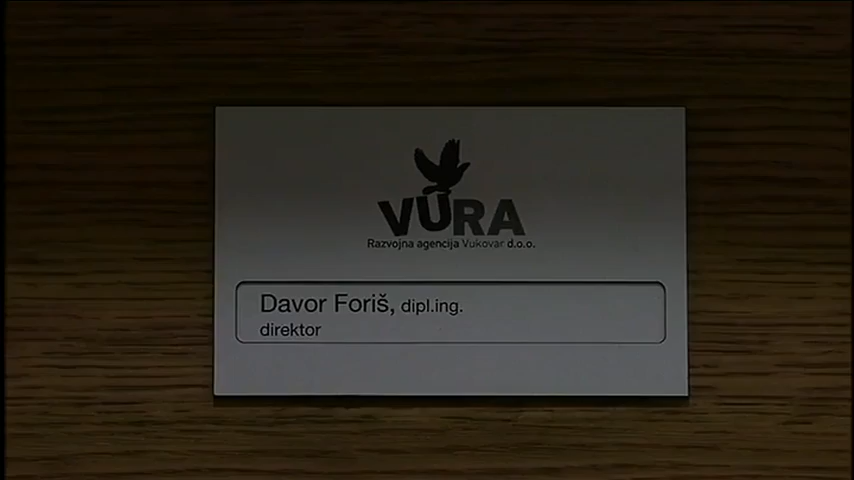 VURA
Razvojna agencija Vukovar d.o.o.
Davor Foriš, dipl.ing.
direktor